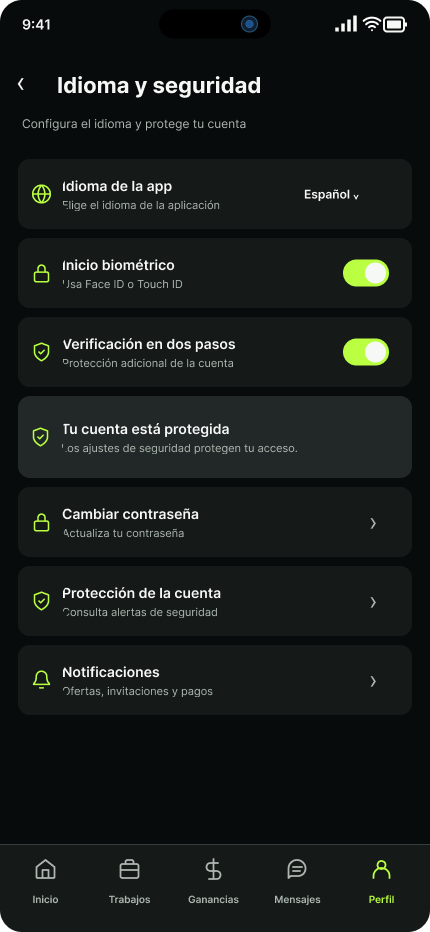 9:41
Idioma y seguridad
Configura el idioma y protege tu cuenta
Idioma de la app
Español
Elige el idioma de la aplicación
Inicio biométrico
Usa Face ID o Touch ID
Verificación en dos pasos
Protección adicional de la cuenta
Tu cuenta está protegida
Los ajustes de seguridad protegen tu acceso.
Cambiar contraseña
Actualiza tu contraseña
Protección de la cuenta
Consulta alertas de seguridad
Notificaciones
Ofertas, invitaciones y pagos
Inicio
Trabajos
Ganancias
Mensajes
Perfil